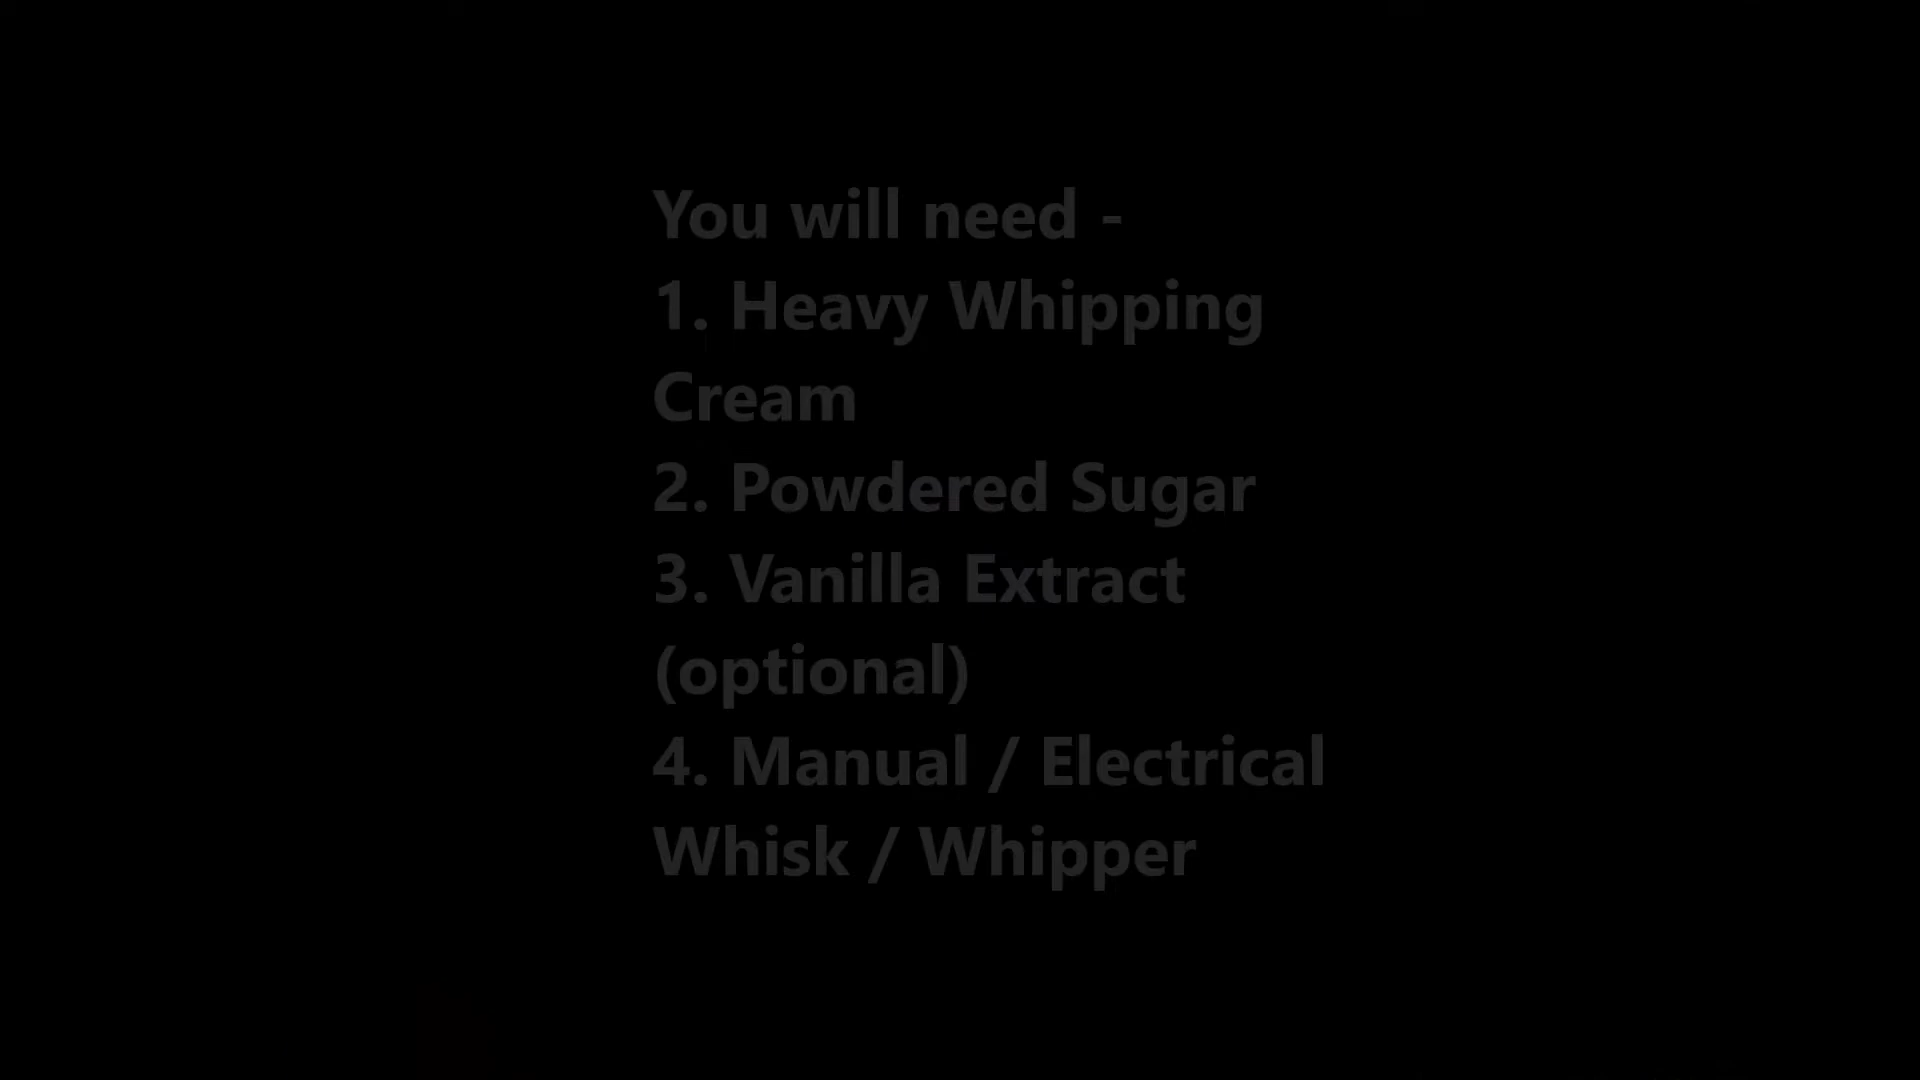 You will need -
1. Heavy Whipping
Cream
2. Powdered Sugar
3. Vanilla Extract
(optional)
4. Manual / Electrical
Whisk / Whipper